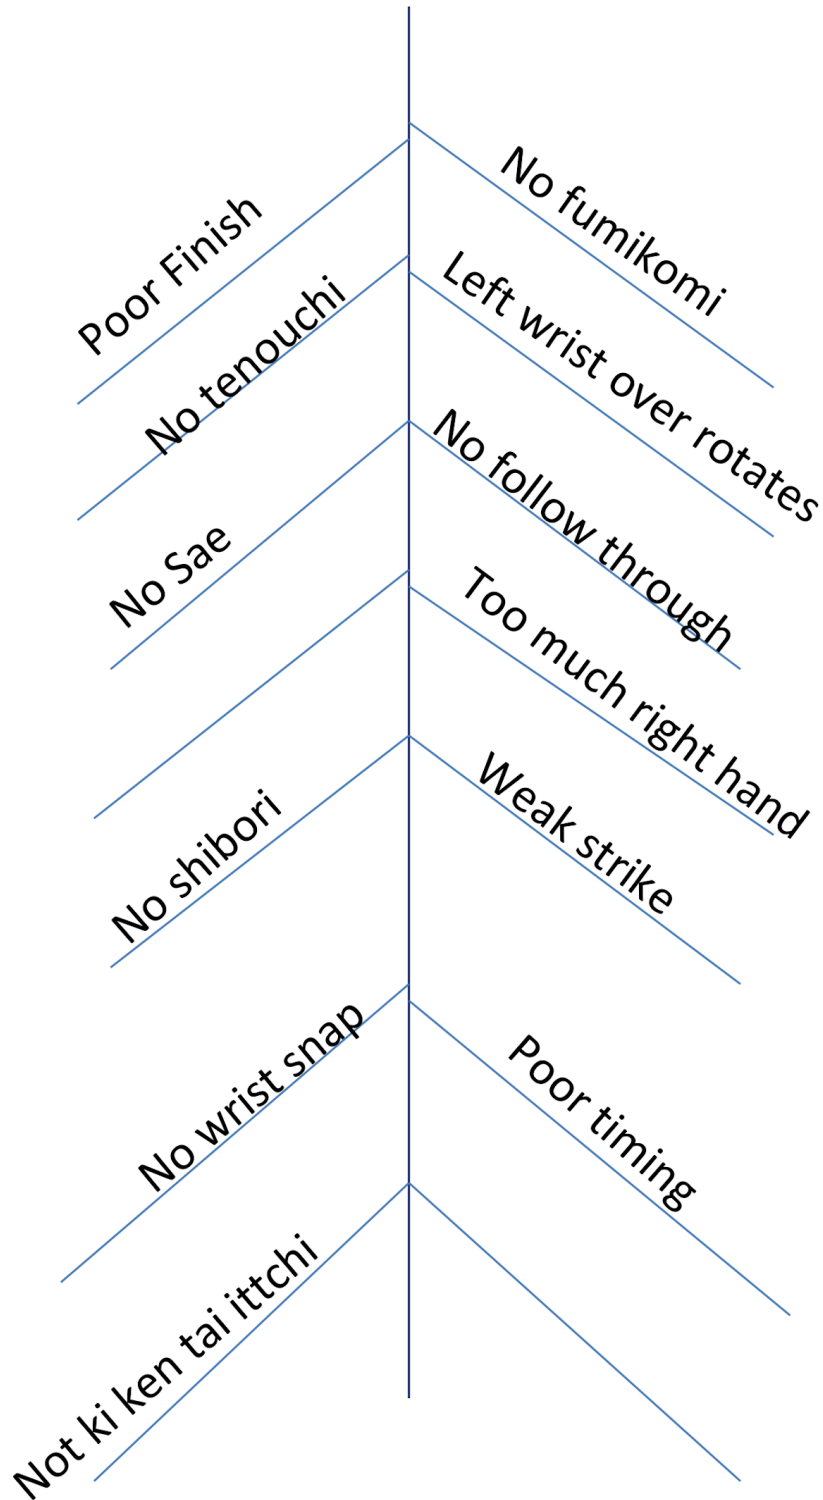 Poor Finish
No fumikomi
No tenouchi
Left wrist over rotates
No Sae
No follow through
Too much right hand
No shibori
Weak strike
No wrist snap
Poor timing
Not ki ken tai ittchi